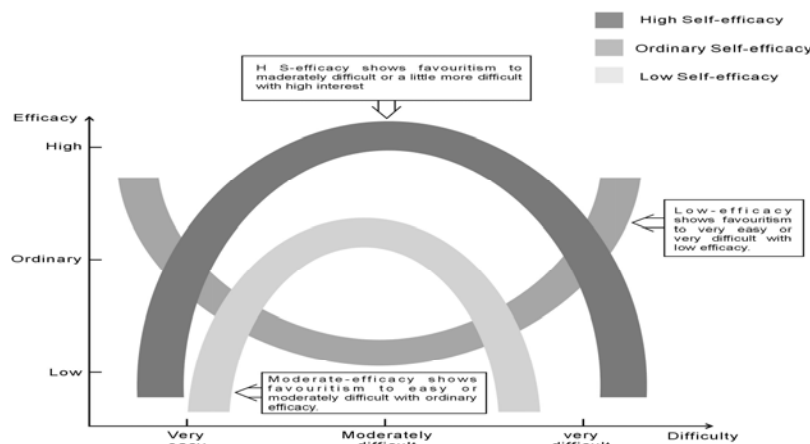 High Self-efficacy
Ordinary Self-efficacy
Low Self-efficacy
H S-efficacy shows favouritism to
maderately difficult or a little more difficult
with high interest
Efficacy
High
Ordinary
Low
Low-efficacy
shows favouritism
to very easy or
very difficult with
low efficacy.
Moderate-efficacy shows
favouritism to easy or
moderately difficult with ordinary
efficacy.
Very
Moderately
very
Difficulty